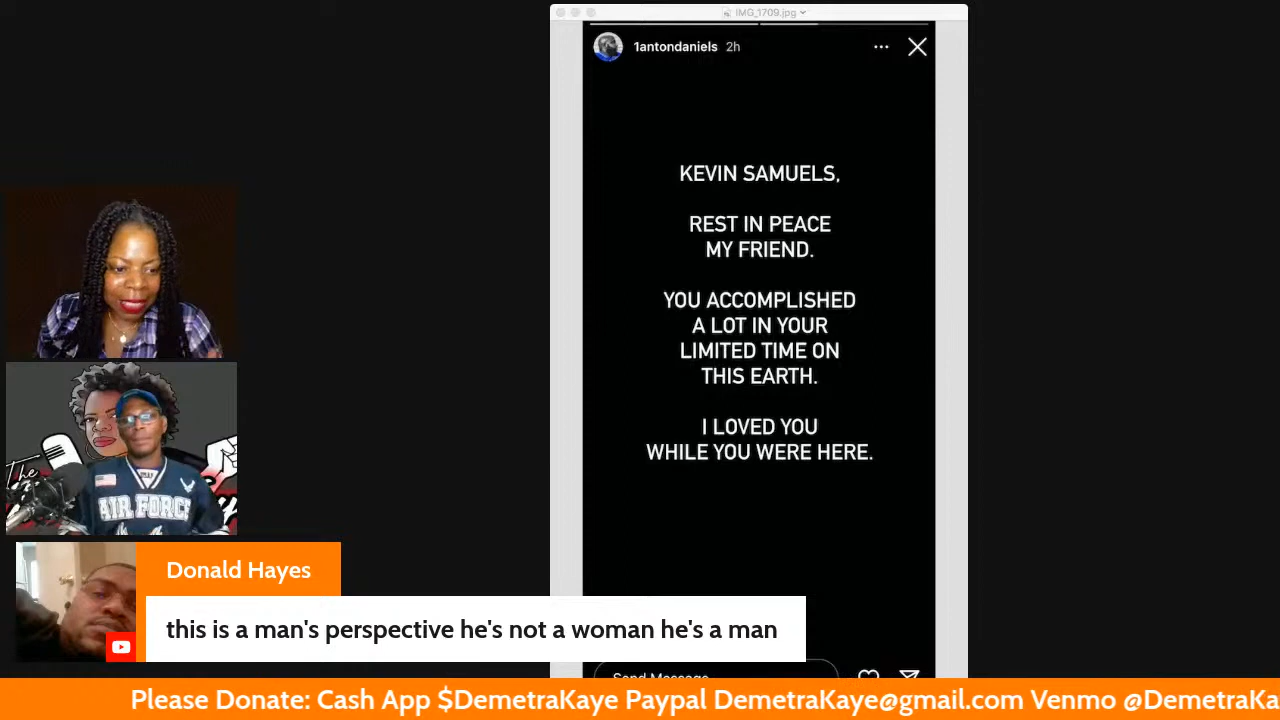 IMG_1709.jpg
1antondaniels 2h
KEVIN SAMUELS,
REST IN PEACE
MY FRIEND.
YOU ACCOMPLISHED
A LOT IN YOUR
LIMITED TIME ON
THIS EARTH.
I LOVED YOU
WHILE YOU WERE HERE.
The
AIR FORCE
Donald Hayes
this is a man's perspective he's not a woman he's a man
Send Message
Please Donate: Cash App $DemetraKaye Paypal DemetraKaye@gmail.com Venmo @DemetraKa